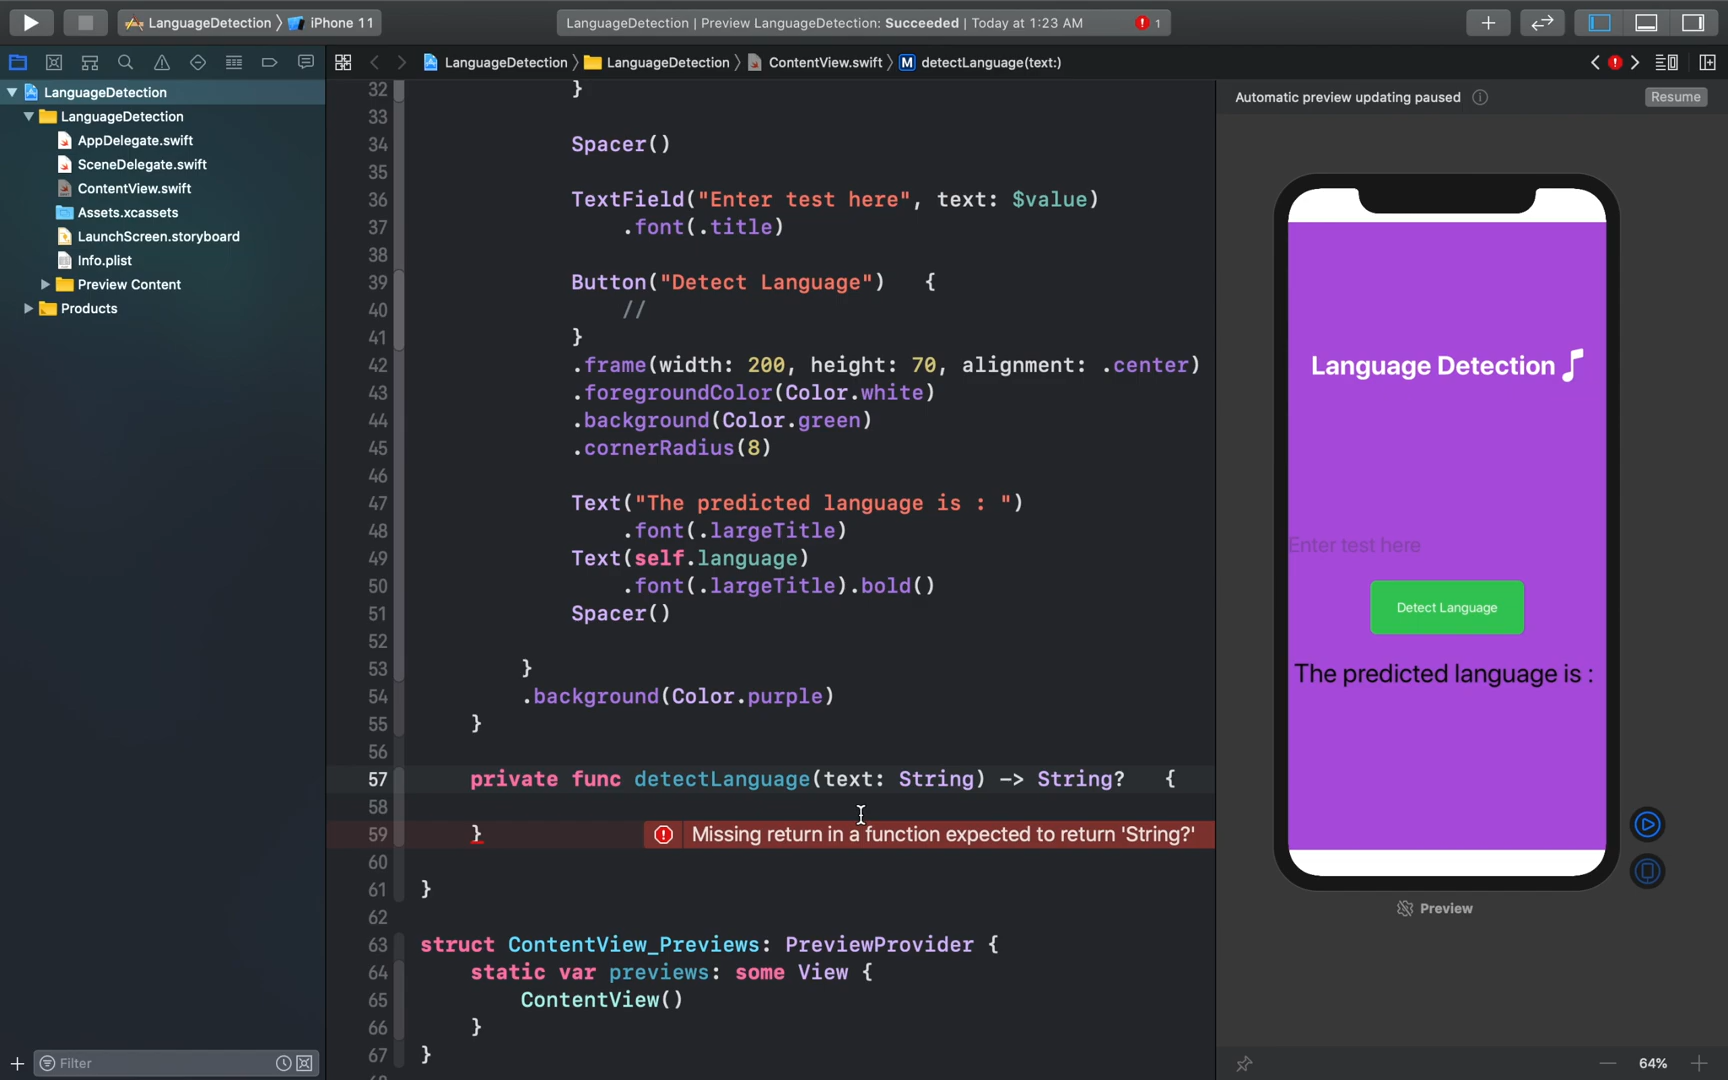 LanguageDetection 〉 iPhone 11
LanguageDetection | Preview LanguageDetection: Succeeded | Today at 1:23 AM
1
LanguageDetection 〉 LanguageDetection 〉 ContentView.swift 〉 M detectLanguage(text:)
LanguageDetection
LanguageDetection
AppDelegate.swift
SceneDelegate.swift
ContentView.swift
Assets.xcassets
LaunchScreen.storyboard
Info.plist
Preview Content
Products
Filter
32 }
33
34 Spacer()
35
36 TextField("Enter test here", text: $value)
37 .font(.title)
38
39 Button("Detect Language") {
40 //
41 }
42 .frame(width: 200, height: 70, alignment: .center)
43 .foregroundColor(Color.white)
44 .background(Color.green)
45 .cornerRadius(8)
46
47 Text("The predicted language is : ")
48 .font(.largeTitle)
49 Text(self.language)
50 .font(.largeTitle).bold()
51 Spacer()
52
53 }
54 .background(Color.purple)
55 }
56
57 private func detectLanguage(text: String) -> String? {
58
59 } Missing return in a function expected to return 'String?'
60
61 }
62
63 struct ContentView_Previews: PreviewProvider {
64 static var previews: some View {
65 ContentView()
66 }
67 }
Automatic preview updating paused
Resume
Language Detection
Enter test here
Detect Language
The predicted language is :
Preview
64%